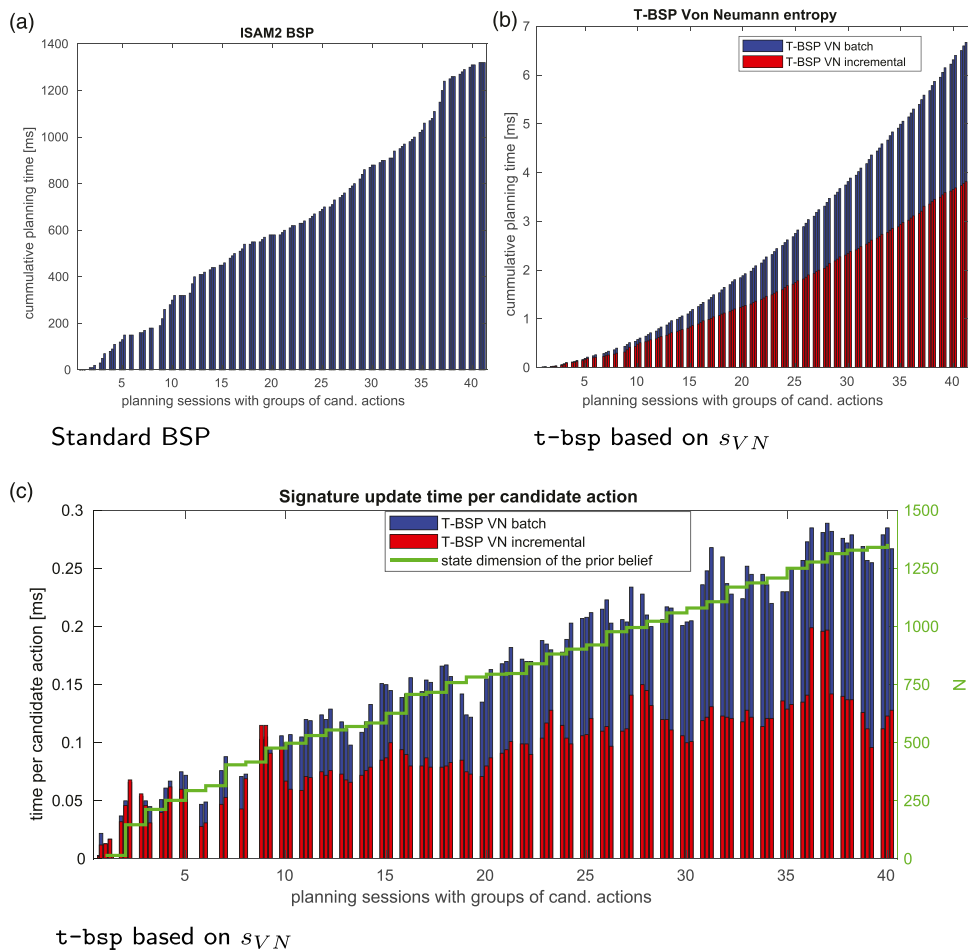 (a)
ISAM2 BSP
1400
1200
1000
800
600
400
200
0
cummulative planning time [ms]
5 10 15 20 25 30 35 40
planning sessions with groups of cand. actions
Standard BSP
(b)
T-BSP Von Neumann entropy
T-BSP VN batch
T-BSP VN incremental
7
6
5
4
3
2
1
0
cummulative planning time [ms]
5 10 15 20 25 30 35 40
planning sessions with groups of cand. actions
t-bsp based on s_{VN}
(c)
Signature update time per candidate action
T-BSP VN batch
T-BSP VN incremental
state dimension of the prior belief
0.3
0.25
0.2
0.15
0.1
0.05
0
time per candidate action [ms]
1500
1250
1000
750
500
250
0
N
5 10 15 20 25 30 35 40
planning sessions with groups of cand. actions
t-bsp based on s_{VN}